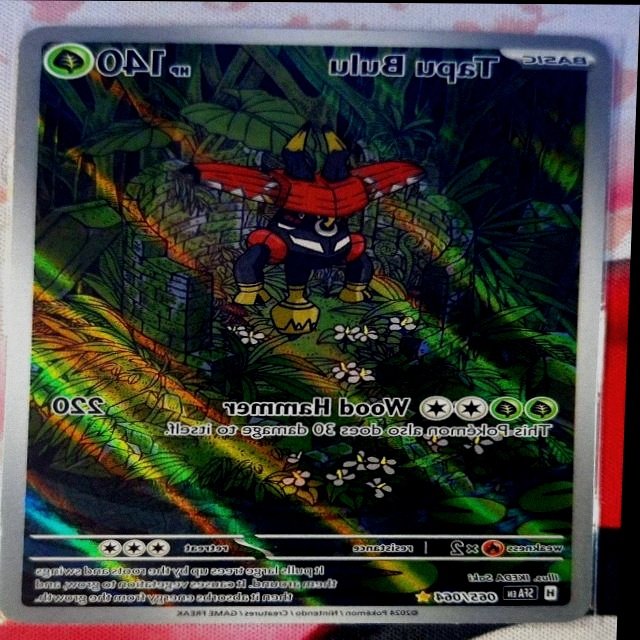 BASIC
Tapu Bulu
HP 140
Wood Hammer 220
This Pokémon also does 30 damage to itself.
weakness ×2 resistance retreat
Illus. IKEDA Saki
H SFA EN 065/064
It pulls large trees up by the roots and swings
them around. It causes vegetation to grow, and
then it absorbs energy from the growth.
©2024 Pokémon / Nintendo / Creatures / GAME FREAK